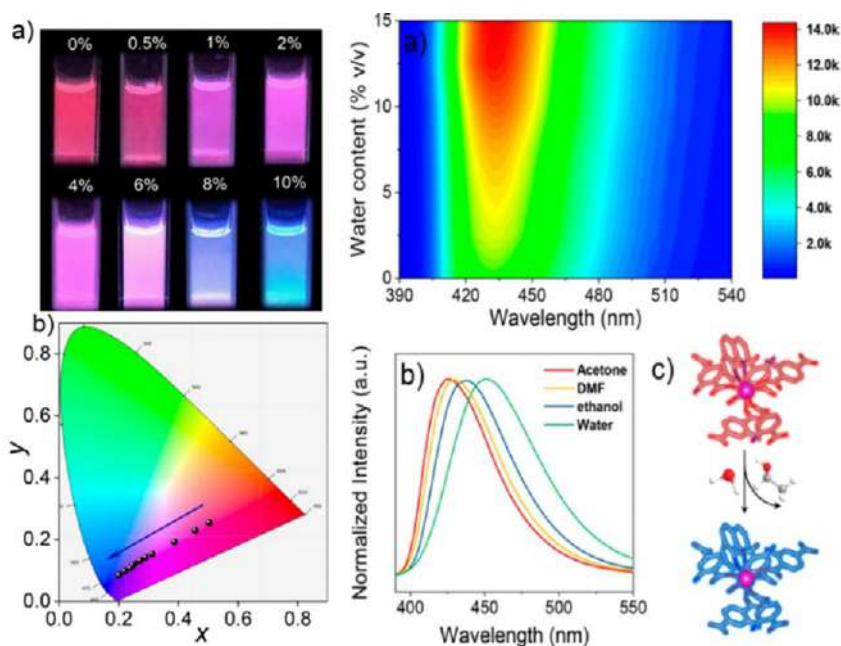 a)
0% 0.5% 1% 2%
4% 6% 8% 10%
b)
0.8
0.6
0.4
0.2
0.0
y
0.0 0.2 0.4 0.6 0.8
x
a)
Water content (% v/v)
15
10
5
0
390 420 450 480 510 540
Wavelength (nm)
14.0k
12.0k
10.0k
8.0k
6.0k
4.0k
2.0k
b)
Normalized Intensity (a.u.)
Acetone
DMF
ethanol
Water
400 450 500 550
Wavelength (nm)
c)